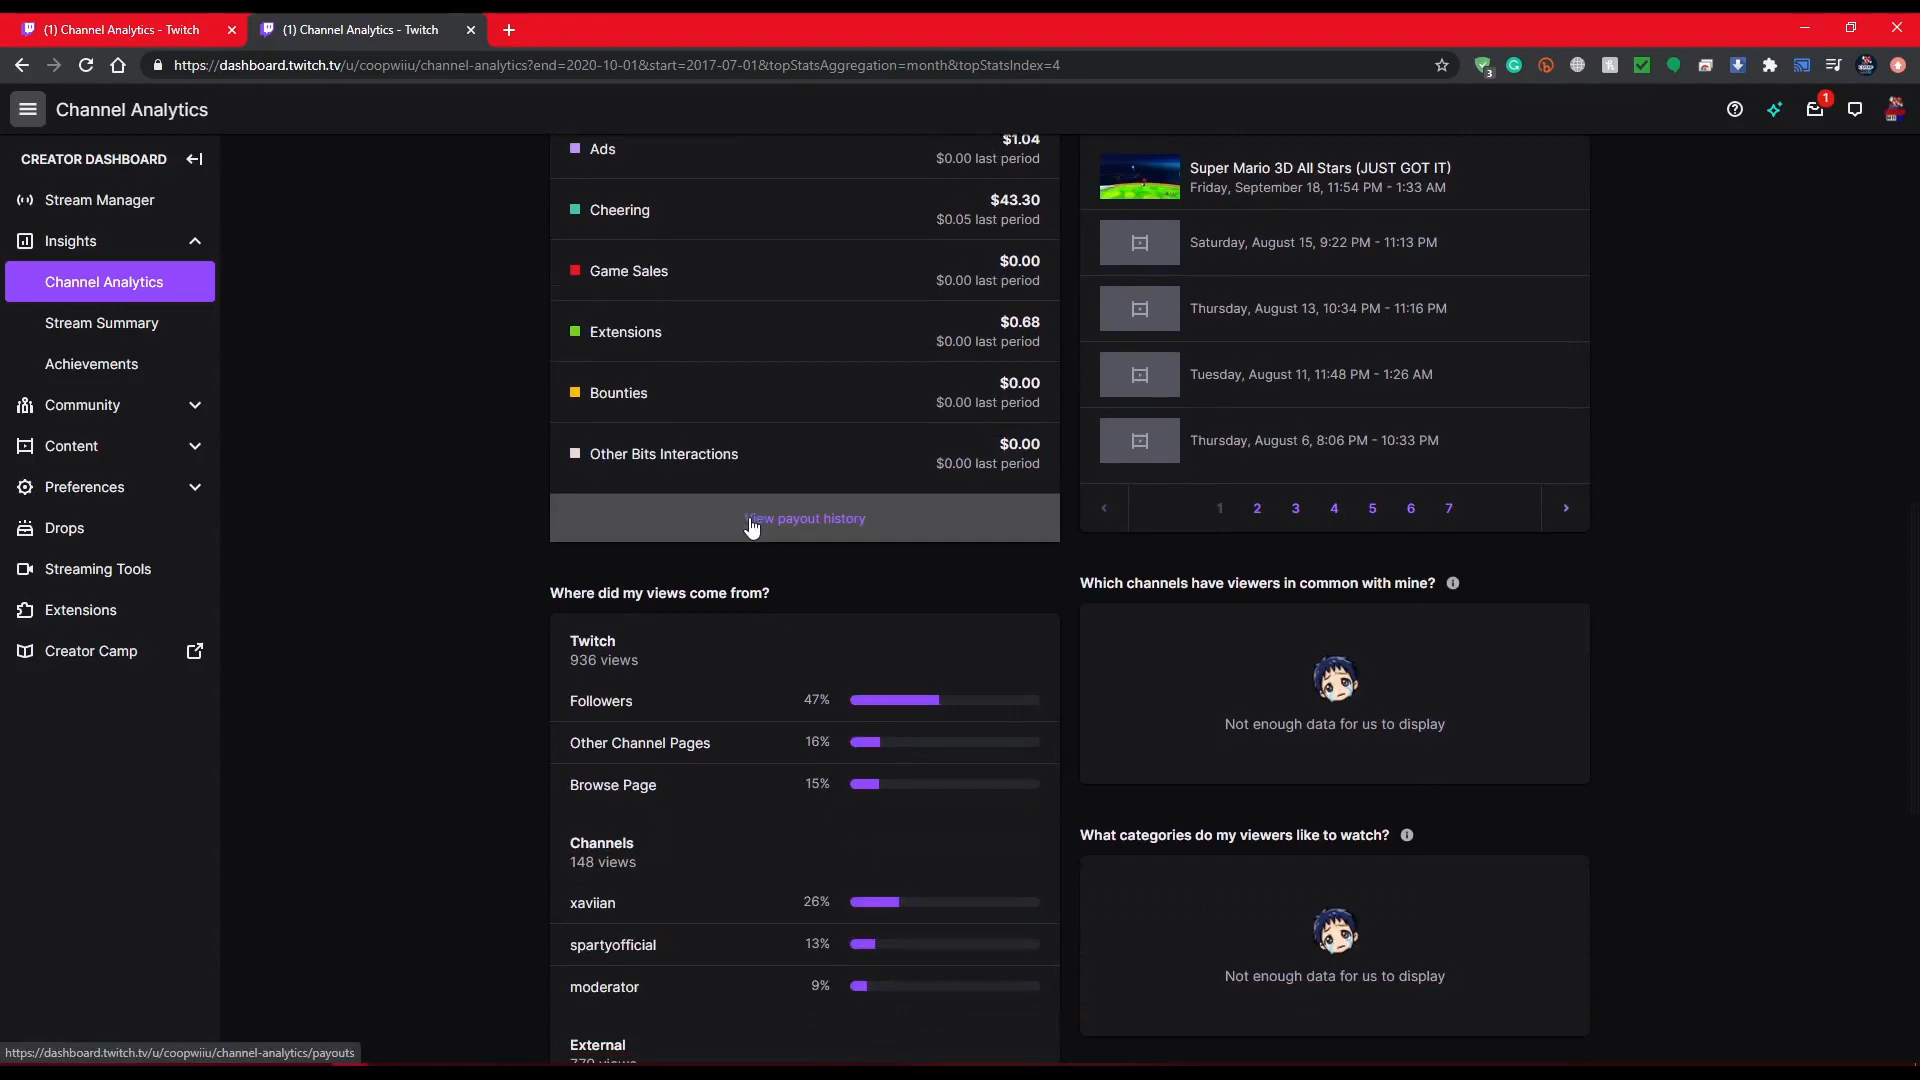 (1) Channel Analytics - Twitch
(1) Channel Analytics - Twitch
https://dashboard.twitch.tv/u/coopwiiu/channel-analytics?end=2020-10-01&start=2017-07-01&topStatsAggregation=month&topStatsIndex=4
3
Channel Analytics
1
CREATOR DASHBOARD
Stream Manager
Insights
Channel Analytics
Stream Summary
Achievements
Community
Content
Preferences
Drops
Streaming Tools
Extensions
Creator Camp
Ads
$1.04
$0.00 last period
Cheering
$43.30
$0.05 last period
Game Sales
$0.00
$0.00 last period
Extensions
$0.68
$0.00 last period
Bounties
$0.00
$0.00 last period
Other Bits Interactions
$0.00
$0.00 last period
View payout history
Where did my views come from?
Twitch
936 views
Followers 47%
Other Channel Pages 16%
Browse Page 15%
Channels
148 views
xaviian 26%
spartyofficial 13%
moderator 9%
External
Super Mario 3D All Stars (JUST GOT IT)
Friday, September 18, 11:54 PM - 1:33 AM
Saturday, August 15, 9:22 PM - 11:13 PM
Thursday, August 13, 10:34 PM - 11:16 PM
Tuesday, August 11, 11:48 PM - 1:26 AM
Thursday, August 6, 8:06 PM - 10:33 PM
1 2 3 4 5 6 7
Which channels have viewers in common with mine?
Not enough data for us to display
What categories do my viewers like to watch?
Not enough data for us to display
https://dashboard.twitch.tv/u/coopwiiu/channel-analytics/payouts